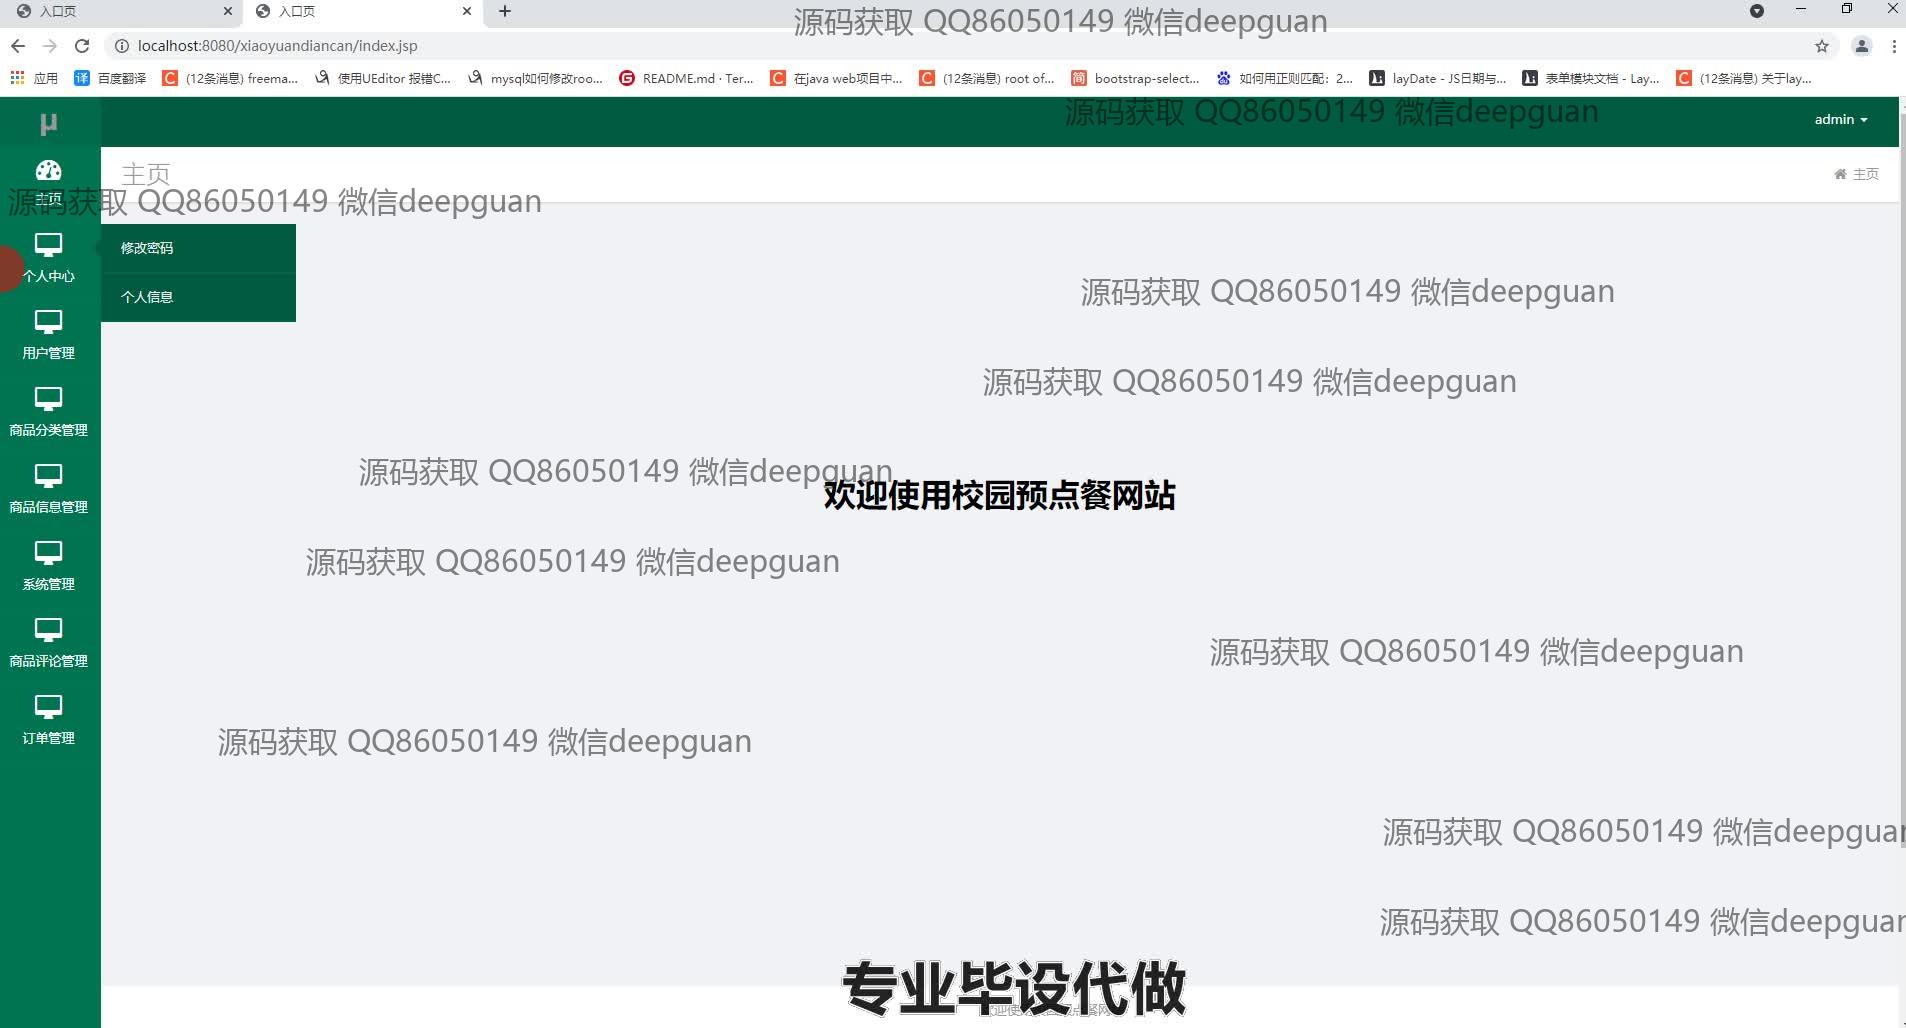 入口页
入口页
源码获取 QQ86050149 微信deepguan
localhost:8080/xiaoyuandiancan/index.jsp
应用
百度翻译
(12条消息) freema...
使用UEditor 报错C...
mysql如何修改roo...
README.md · Ter...
在java web项目中...
(12条消息) root of...
bootstrap-select...
如何用正则匹配：2...
layDate - JS日期与...
表单模块文档 - Lay...
(12条消息) 关于lay...
μ
源码获取 QQ86050149 微信deepguan
admin
主页
主页
主页
源码获取 QQ86050149 微信deepguan
个人中心
修改密码
个人信息
用户管理
商品分类管理
商品信息管理
系统管理
商品评论管理
订单管理
源码获取 QQ86050149 微信deepguan
源码获取 QQ86050149 微信deepguan
源码获取 QQ86050149 微信deepguan
欢迎使用校园预点餐网站
源码获取 QQ86050149 微信deepguan
源码获取 QQ86050149 微信deepguan
源码获取 QQ86050149 微信deepguan
源码获取 QQ86050149 微信deepguan
源码获取 QQ86050149 微信deepguan
专业毕设代做